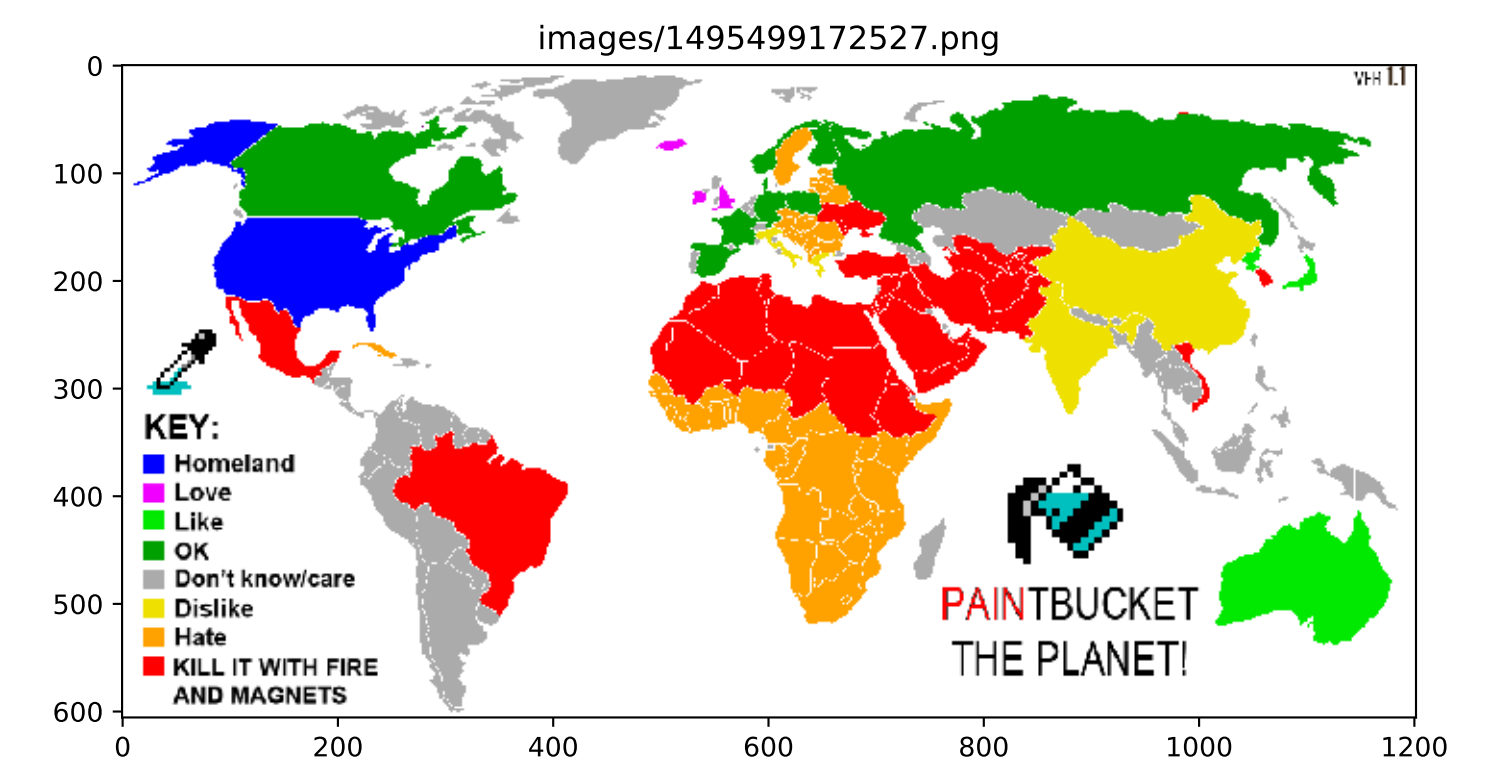 images/1495499172527.png
VER 1.1
KEY:
Homeland
Love
Like
OK
Don't know/care
Dislike
Hate
KILL IT WITH FIRE
AND MAGNETS
PAINTBUCKET
THE PLANET!
0
100
200
300
400
500
600
0 200 400 600 800 1000 1200